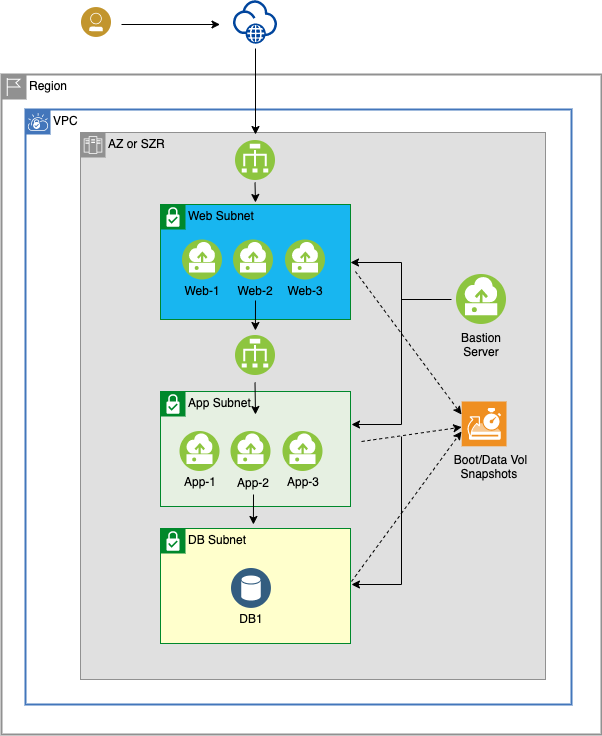 Region
VPC
AZ or SZR
Web Subnet
Web-1
Web-2
Web-3
Bastion
Server
App Subnet
App-1
App-2
App-3
Boot/Data Vol
Snapshots
DB Subnet
DB1